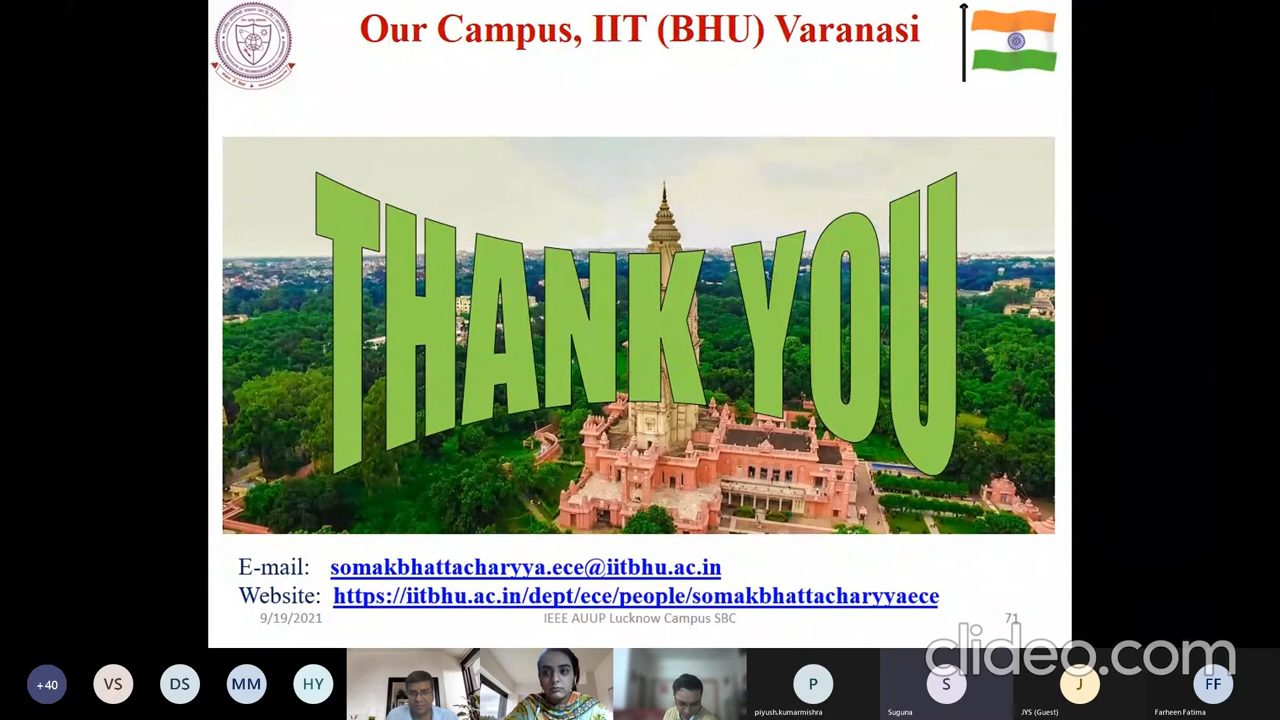 Our Campus, IIT (BHU) Varanasi
THANK YOU
E-mail: somakbhattacharyya.ece@iitbhu.ac.in
Website: https://iitbhu.ac.in/dept/ece/people/somakbhattacharyyaece
9/19/2021 IEEE AUUP Lucknow Campus SBC 71
clideo.com
+40 VS DS MM HY P S J FF
piyush.kumarmishra Suguna JYS (Guest) Farheen Fatima